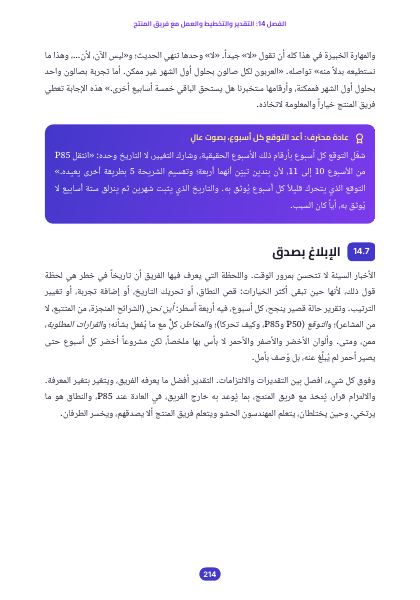 الفصل 14: التقدير والتخطيط والعمل مع فريق المنتج
والمهارة الخبيرة في هذا كله أن تقول «لا» جيداً. «لا» وحدها تنهي الحديث؛ و«ليس الآن، لأن...، وهذا ما
نستطيعه بدلاً منه» تواصله. «العربون لكل صالون بحلول أول الشهر غير ممكن. أما تجربة بصالون واحد
بحلول أول الشهر فممكنة، وأرقامها ستخبرنا هل يستحق الباقي خمسة أسابيع أخرى.» هذه الإجابة تعطي
فريق المنتج خياراً والمعلومة لاتخاذه.
عادة محترف: أعد التوقع كل أسبوع، بصوت عالٍ
شغّل التوقع كل أسبوع بأرقام ذلك الأسبوع الحقيقية، وشارك التغيير، لا التاريخ وحده: «انتقل P85
من الأسبوع 10 إلى 11، لأن بندين تبيّن أنهما أربعة؛ وتقسيم الشريحة 5 بطريقة أخرى يعيده.»
التوقع الذي يتحرك قليلاً كل أسبوع يُوثق به. والتاريخ الذي يثبت شهرين ثم ينزلق ستة أسابيع لا
يُوثق به، أياً كان السبب.
14.7 الإبلاغ بصدق
الأخبار السيئة لا تتحسن بمرور الوقت. واللحظة التي يعرف فيها الفريق أن تاريخاً في خطر هي لحظة
قول ذلك، لأنها حين تبقى أكثر الخيارات: قص النطاق، أو تحريك التاريخ، أو إضافة تجربة، أو تغيير
الترتيب. وتقرير حالة قصير ينجح، كل أسبوع، فيه أربعة أسطر: أين نحن (الشرائح المنجزة، من المتتبع، لا
من المشاعر)؛ والتوقع (P50 وP85، وكيف تحركا)؛ والمخاطر، كلٌّ مع ما يُفعل بشأنه؛ والقرارات المطلوبة،
ممن، ومتى. وألوان الأخضر والأصفر والأحمر لا بأس بها ملخصاً، لكن مشروعاً أخضر كل أسبوع حتى
يصير أحمر لم يُبلَّغ عنه، بل وُصف بأمل.
وفوق كل شيء، افصل بين التقديرات والالتزامات. التقدير أفضل ما يعرفه الفريق، ويتغير بتغير المعرفة.
والالتزام قرار، يُتخذ مع فريق المنتج، بما يُوعد به خارج الفريق، في العادة عند P85، والنطاق هو ما
يرتخي. وحين يختلطان، يتعلم المهندسون الحشو ويتعلم فريق المنتج ألا يصدقهم، ويخسر الطرفان.
214